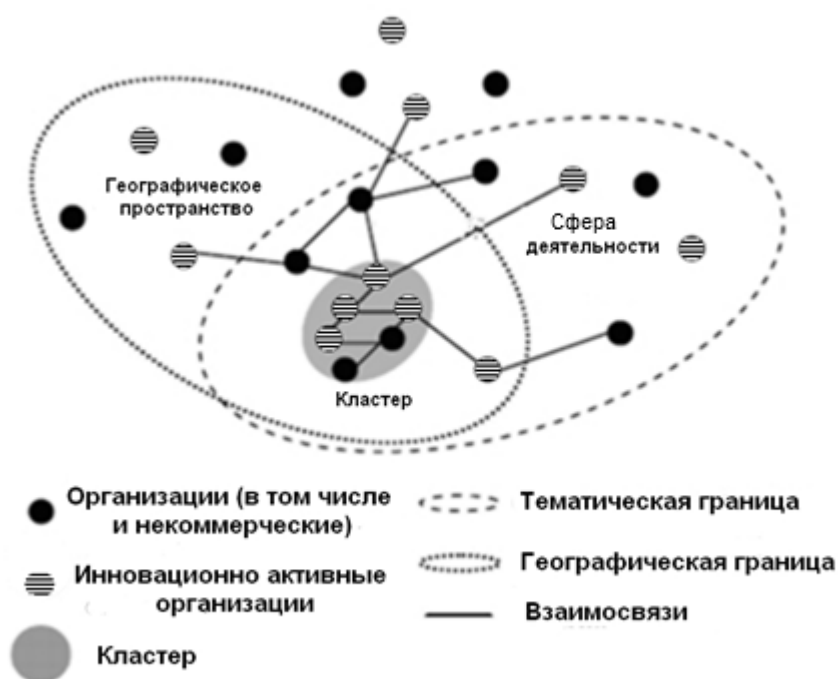 Географическое
пространство
Сфера
деятельности
Кластер
Организации (в том числе
и некоммерческие)
Инновационно активные
организации
Кластер
Тематическая граница
Географическая граница
Взаимосвязи